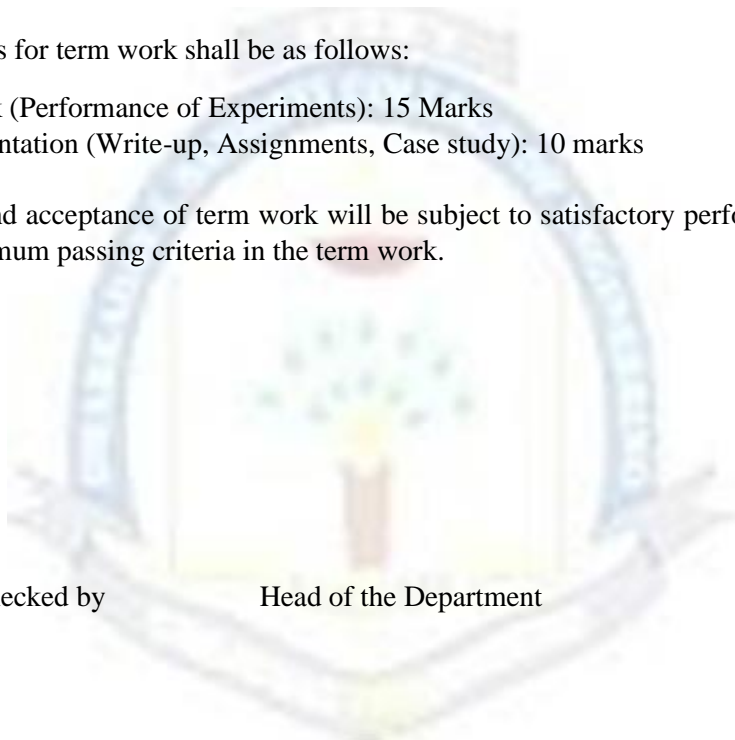 s for term work shall be as follows:
(Performance of Experiments): 15 Marks
ntation (Write-up, Assignments, Case study): 10 marks
nd acceptance of term work will be subject to satisfactory perfo
mum passing criteria in the term work.
ecked by Head of the Department